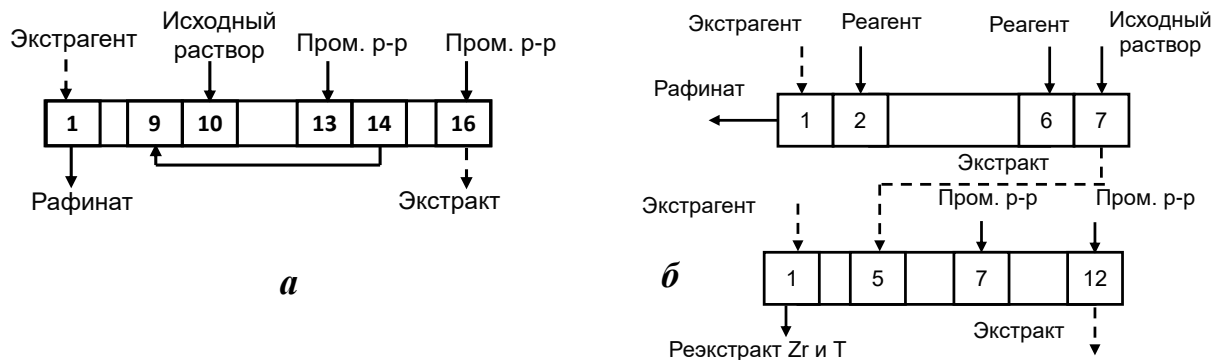 Экстрагент
Исходный
раствор
Пром. р-р
Пром. р-р
1
9
10
13
14
16
Рафинат
Экстракт
а
Экстрагент
Реагент
Реагент
Исходный
раствор
Рафинат
1
2
6
7
Экстракт
Экстрагент
Пром. р-р
Пром. р-р
б
1
5
7
12
Реэкстракт Zr и Т
Экстракт